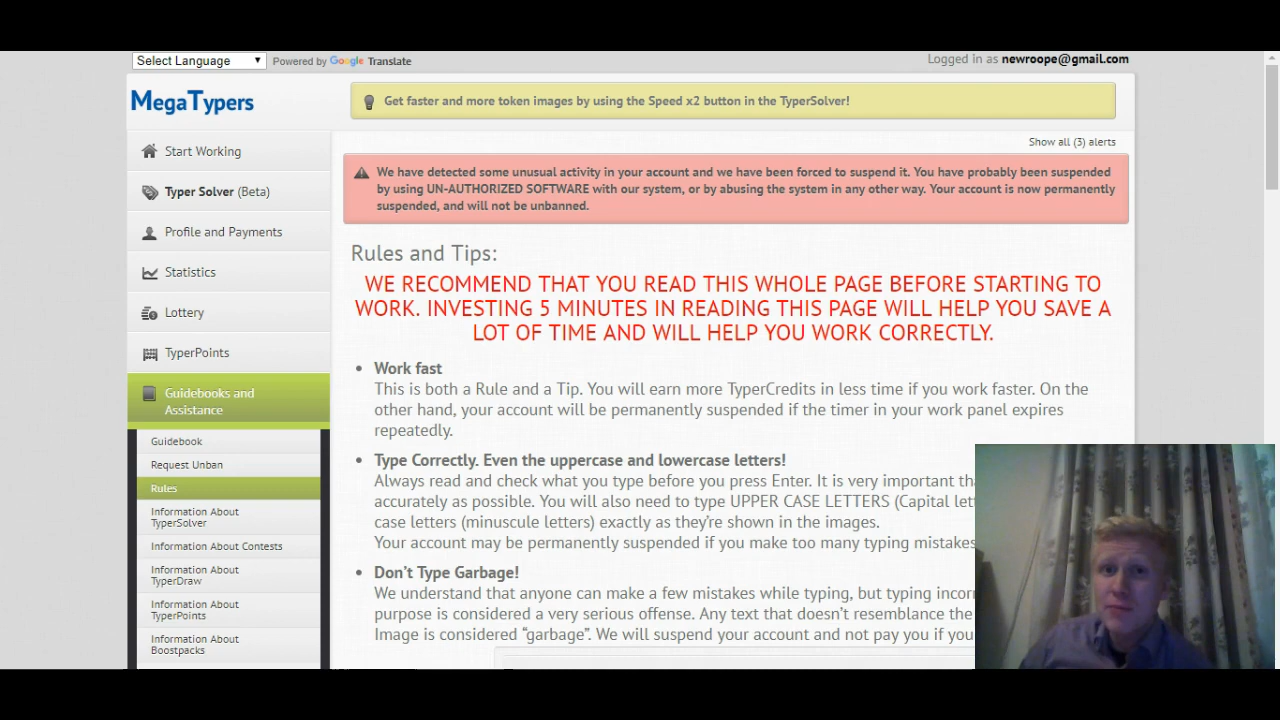 Select Language
Powered by Google Translate
Logged in as newroope@gmail.com
MegaTypers
Get faster and more token images by using the Speed x2 button in the TyperSolver!
Show all (3) alerts
Start Working
Typer Solver (Beta)
Profile and Payments
Statistics
Lottery
TyperPoints
Guidebooks and
Assistance
Guidebook
Request Unban
Rules
Information About
TyperSolver
Information About Contests
Information About
TyperDraw
Information About
TyperPoints
Information About
Boostpacks
We have detected some unusual activity in your account and we have been forced to suspend it. You have probably been suspended
by using UN-AUTHORIZED SOFTWARE with our system, or by abusing the system in any other way. Your account is now permanently
suspended, and will not be unbanned.
Rules and Tips:
WE RECOMMEND THAT YOU READ THIS WHOLE PAGE BEFORE STARTING TO
WORK. INVESTING 5 MINUTES IN READING THIS PAGE WILL HELP YOU SAVE A
LOT OF TIME AND WILL HELP YOU WORK CORRECTLY.
• Work fast
This is both a Rule and a Tip. You will earn more TyperCredits in less time if you work faster. On the
other hand, your account will be permanently suspended if the timer in your work panel expires
repeatedly.
• Type Correctly. Even the uppercase and lowercase letters!
Always read and check what you type before you press Enter. It is very important
accurately as possible. You will also need to type UPPER CASE LETTERS (Capital
case letters (minuscule letters) exactly as they're shown in the images.
Your account may be permanently suspended if you make too many typing mistakes
• Don't Type Garbage!
We understand that anyone can make a few mistakes while typing, but typing
purpose is considered a very serious offense. Any text that doesn't resemblance the
Image is considered “garbage”. We will suspend your account and not pay you if you